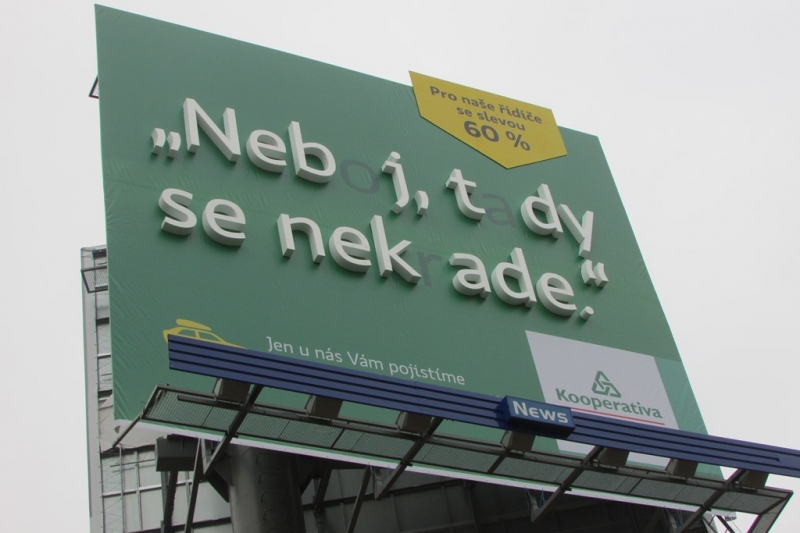 Pro naše řidiče
se slevou
60 %
„Neboj, tady
se nekrade.“
Jen u nás Vám pojistíme
Kooperativa
News